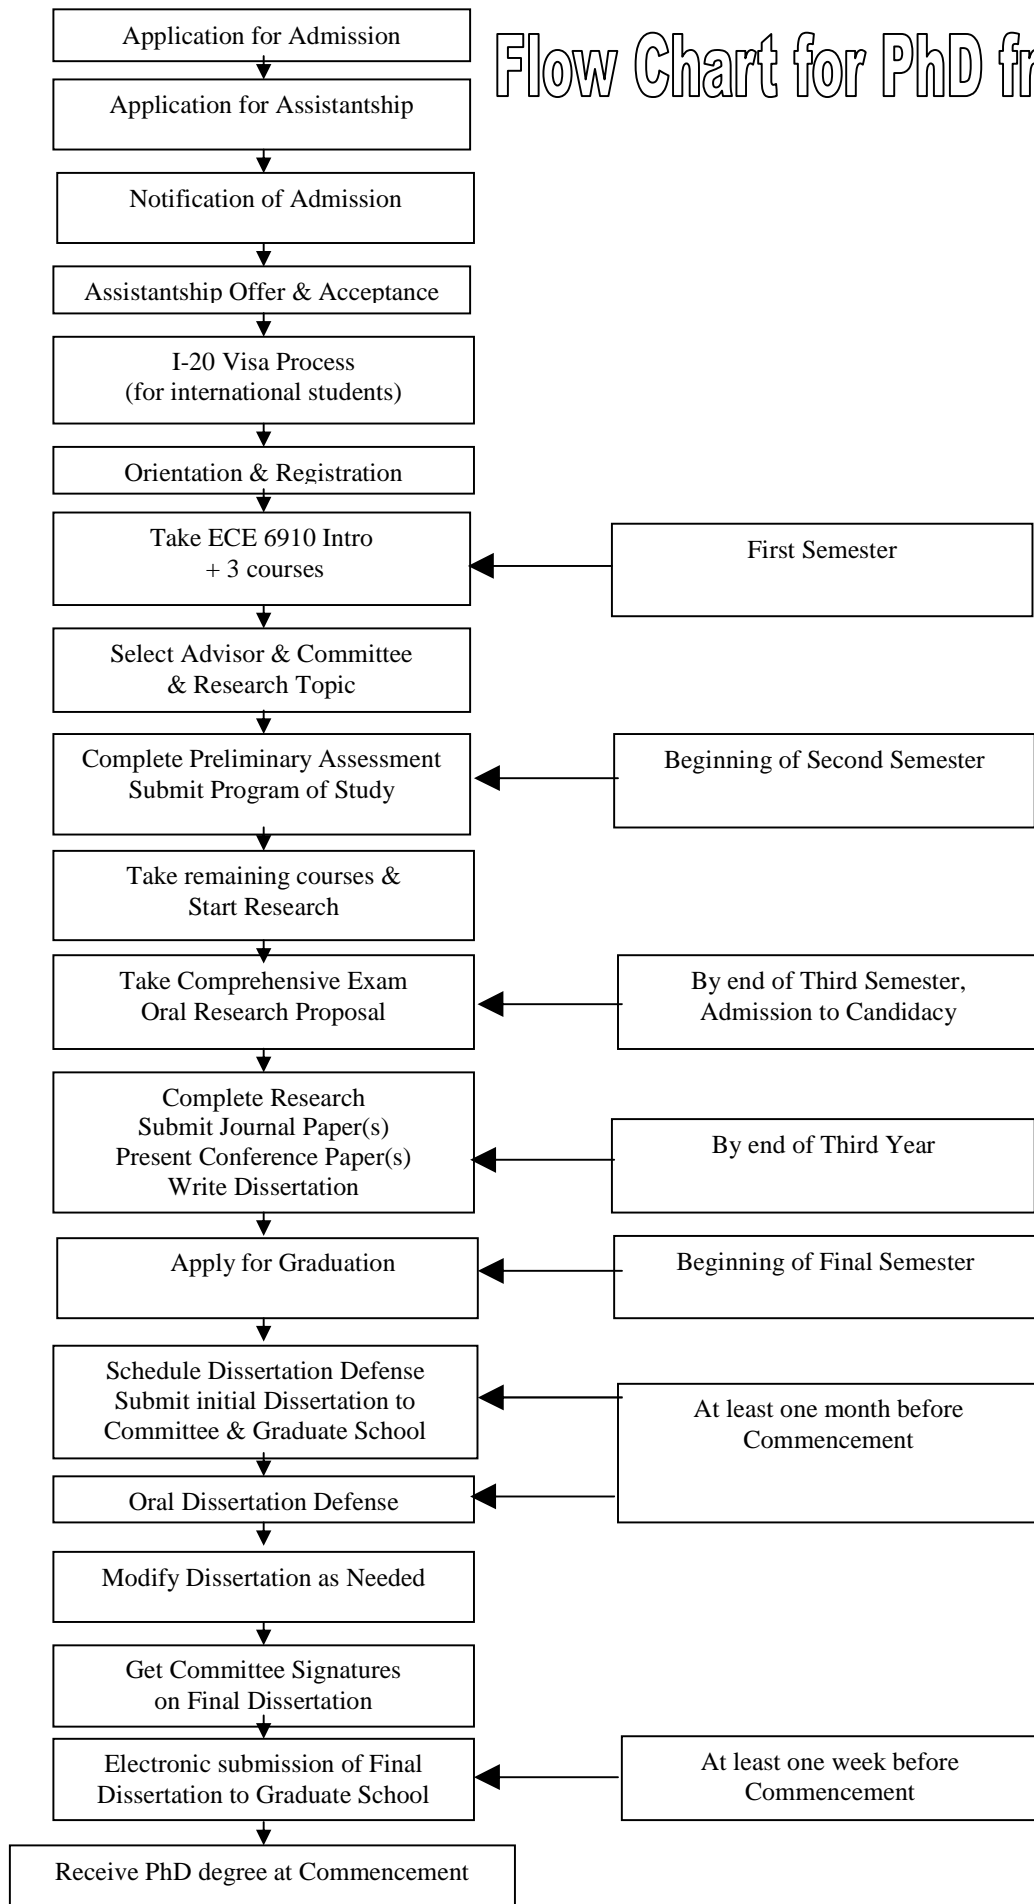 Application for Admission
Flow Chart for PhD fr
Application for Assistantship
Notification of Admission
Assistantship Offer & Acceptance
I-20 Visa Process
(for international students)
Orientation & Registration
Take ECE 6910 Intro
+ 3 courses
First Semester
Select Advisor & Committee
& Research Topic
Complete Preliminary Assessment
Submit Program of Study
Beginning of Second Semester
Take remaining courses &
Start Research
Take Comprehensive Exam
Oral Research Proposal
By end of Third Semester,
Admission to Candidacy
Complete Research
Submit Journal Paper(s)
Present Conference Paper(s)
Write Dissertation
By end of Third Year
Apply for Graduation
Beginning of Final Semester
Schedule Dissertation Defense
Submit initial Dissertation to
Committee & Graduate School
At least one month before
Commencement
Oral Dissertation Defense
Modify Dissertation as Needed
Get Committee Signatures
on Final Dissertation
Electronic submission of Final
Dissertation to Graduate School
At least one week before
Commencement
Receive PhD degree at Commencement